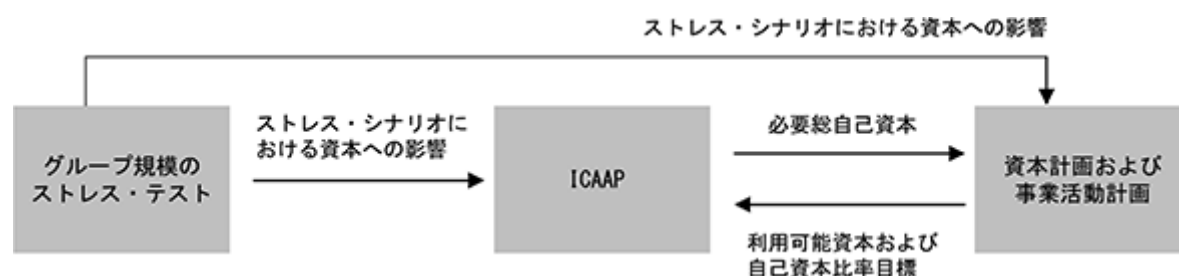 ストレス・シナリオにおける資本への影響
グループ規模の
ストレス・テスト
ストレス・シナリオに
おける資本への影響
ICAAP
必要総自己資本
利用可能資本および
自己資本比率目標
資本計画および
事業活動計画